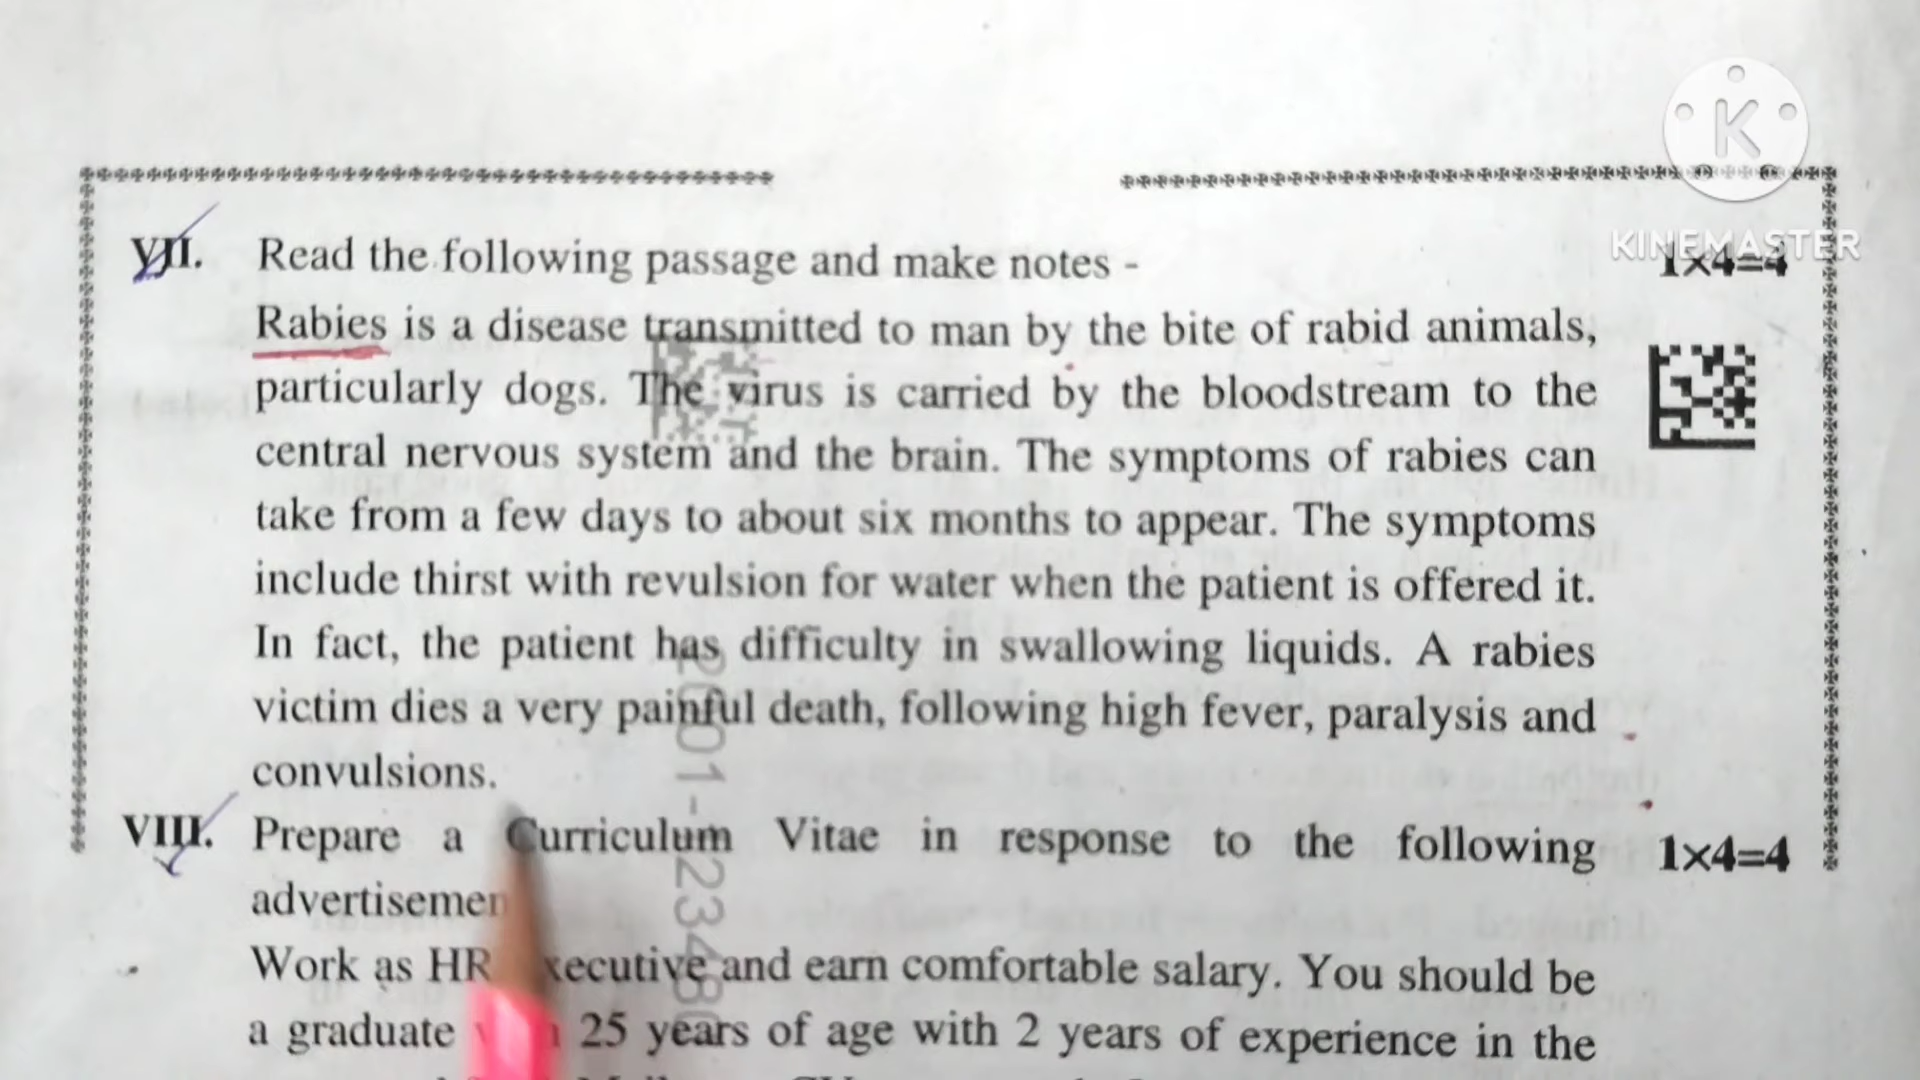 K
KINEMASTER
VII. Read the following passage and make notes - 1×4=4
Rabies is a disease transmitted to man by the bite of rabid animals,
particularly dogs. The virus is carried by the bloodstream to the
central nervous system and the brain. The symptoms of rabies can
take from a few days to about six months to appear. The symptoms
include thirst with revulsion for water when the patient is offered it.
In fact, the patient has difficulty in swallowing liquids. A rabies
victim dies a very painful death, following high fever, paralysis and
convulsions.
VIII. Prepare a Curriculum Vitae in response to the following 1×4=4
advertisemen
Work as HR xecutive and earn comfortable salary. You should be
a graduate 25 years of age with 2 years of experience in the